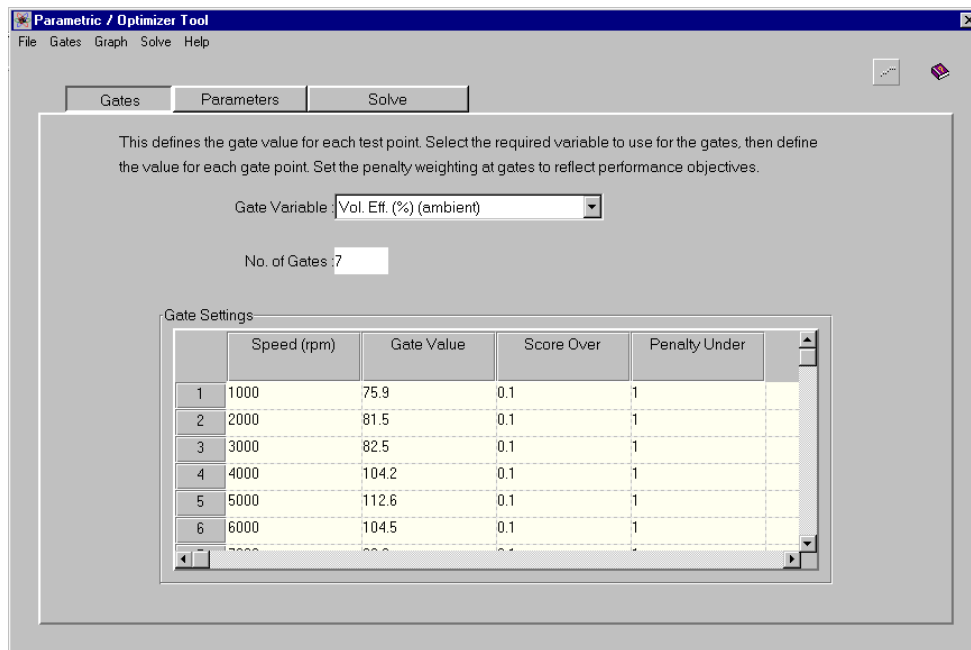 Parametric / Optimizer Tool
File Gates Graph Solve Help
Gates Parameters Solve
This defines the gate value for each test point. Select the required variable to use for the gates, then define
the value for each gate point. Set the penalty weighting at gates to reflect performance objectives.
Gate Variable : Vol. Eff. (%) (ambient)
No. of Gates : 7
Gate Settings
Speed (rpm) Gate Value Score Over Penalty Under
1 1000 75.9 0.1 1
2 2000 81.5 0.1 1
3 3000 82.5 0.1 1
4 4000 104.2 0.1 1
5 5000 112.6 0.1 1
6 6000 104.5 0.1 1